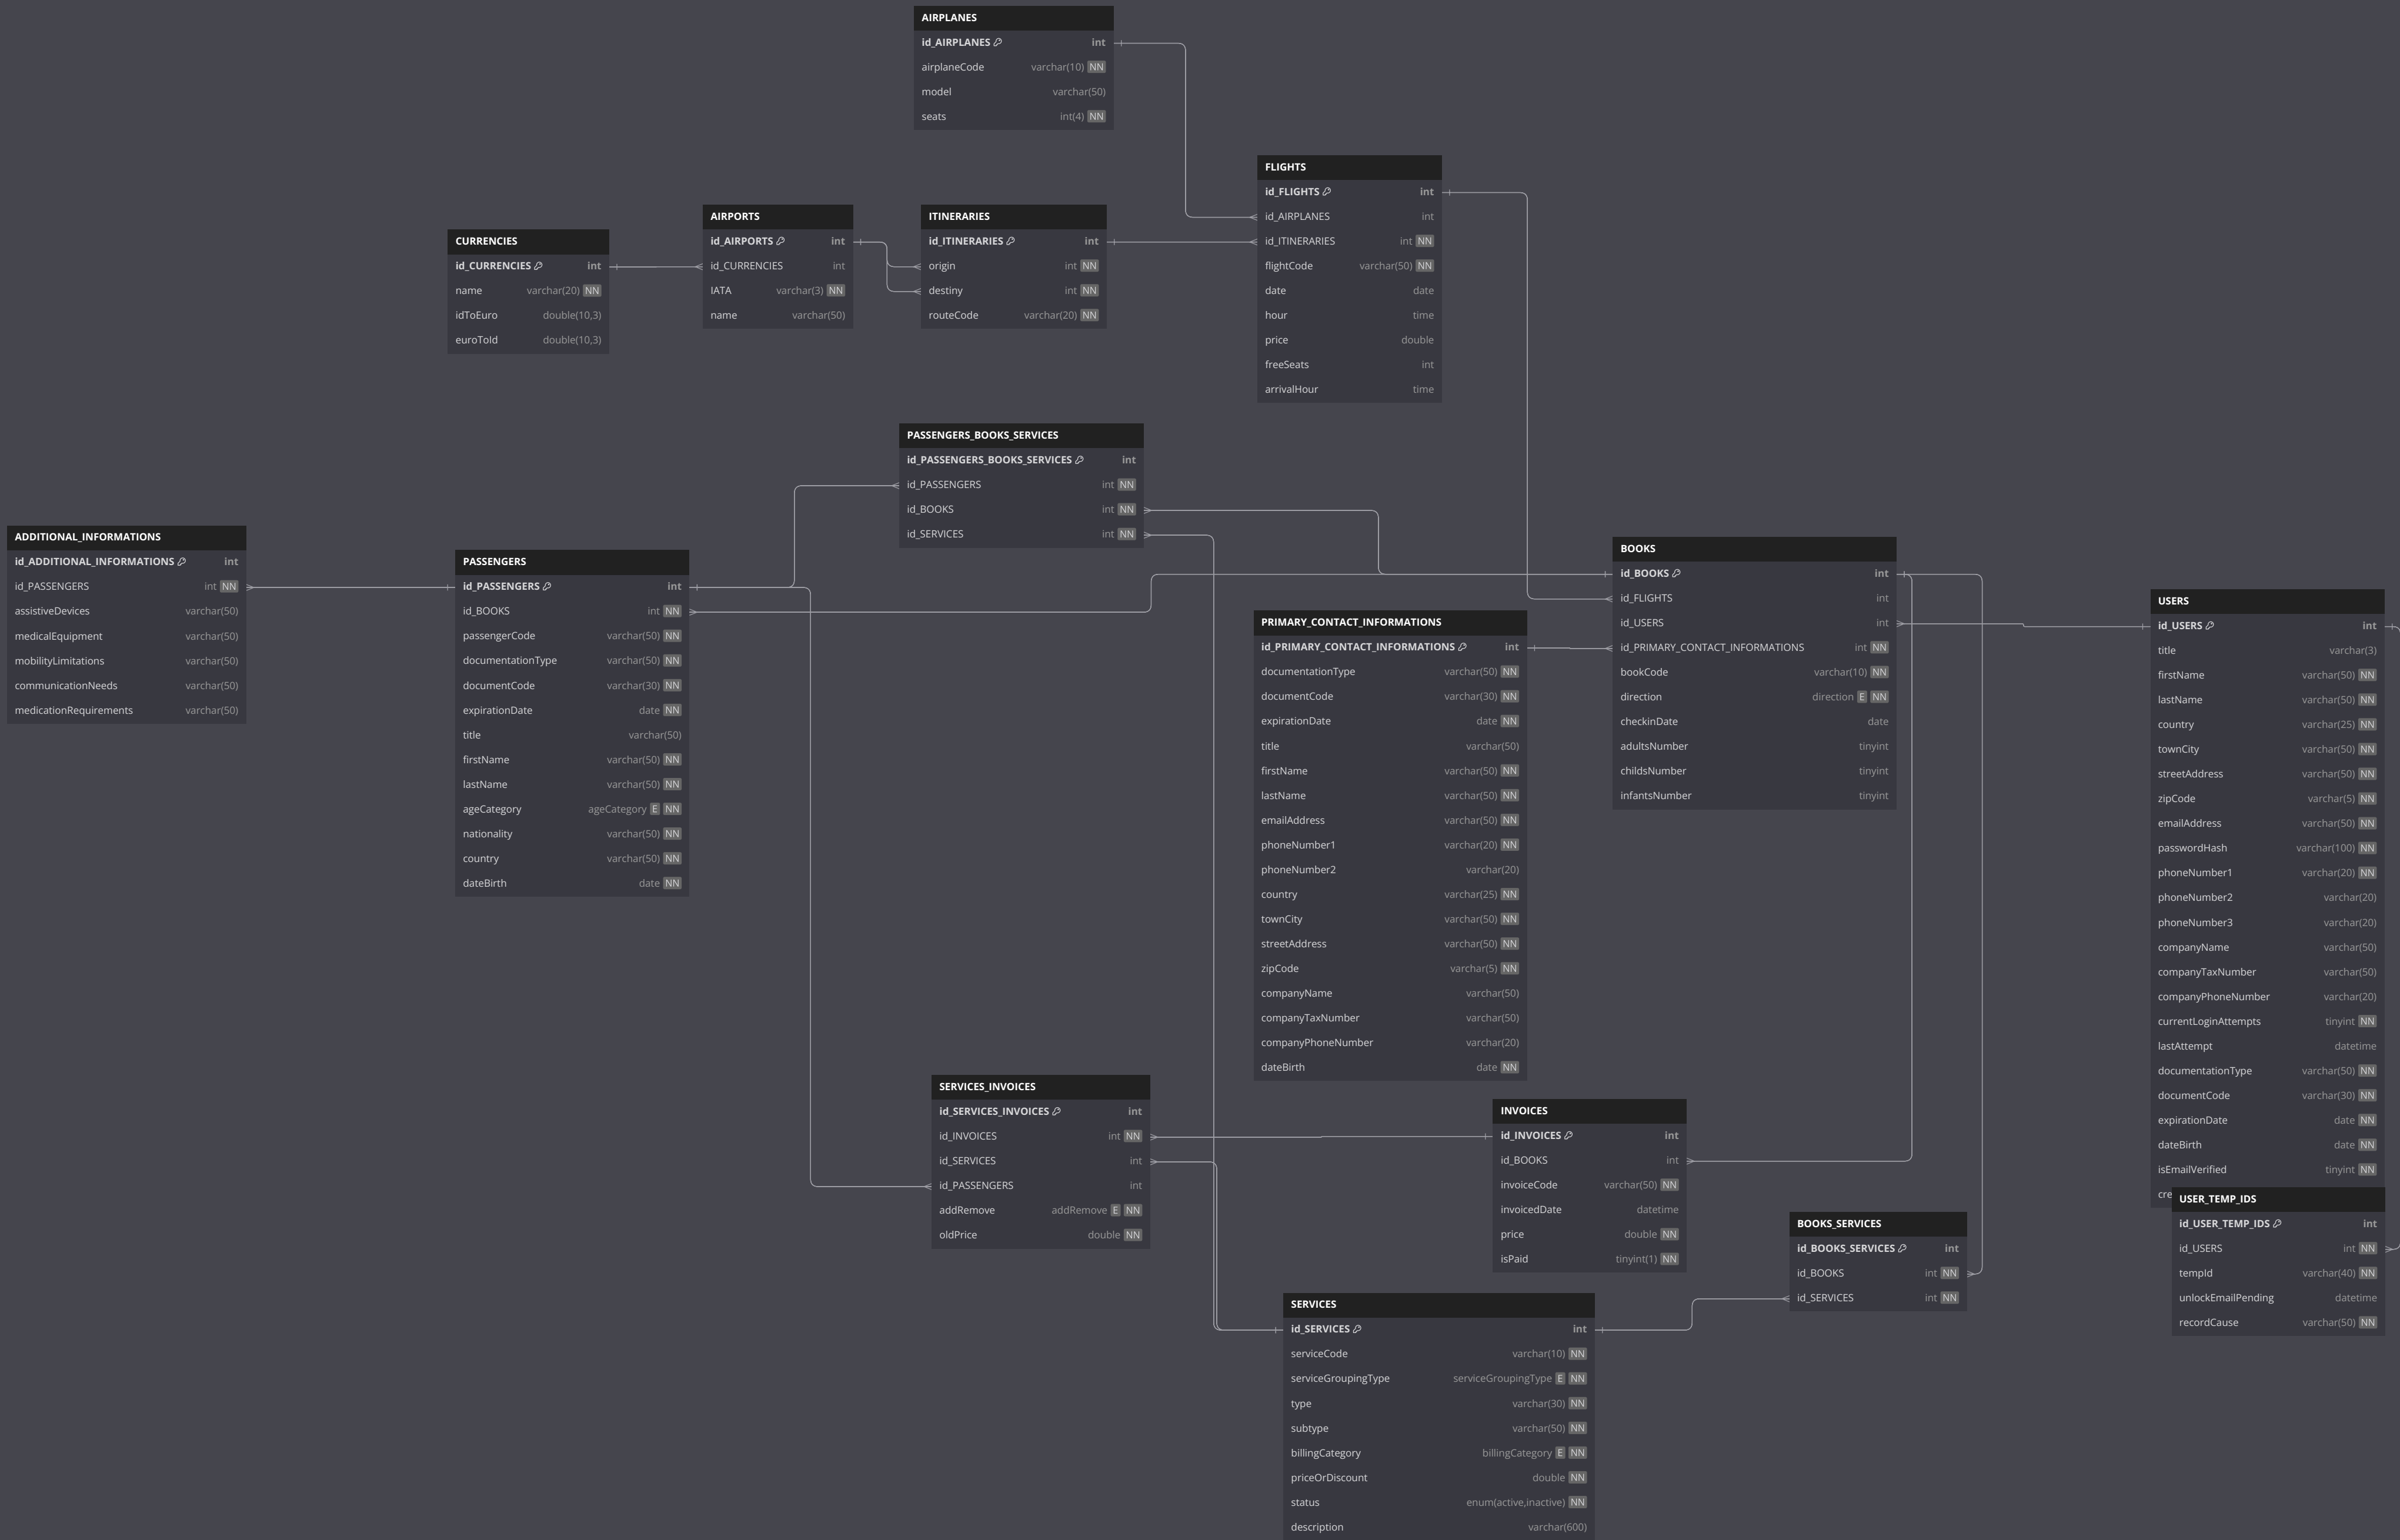 AIRPLANES
id_AIRPLANES int
airplaneCode varchar(10) NN
model varchar(50)
seats int(4) NN
FLIGHTS
id_FLIGHTS int
id_AIRPLANES int
id_ITINERARIES int NN
flightCode varchar(50) NN
date date
hour time
price double
freeSeats int
arrivalHour time
CURRENCIES
id_CURRENCIES int
name varchar(20) NN
idToEuro double(10,3)
euroToId double(10,3)
AIRPORTS
id_AIRPORTS int
id_CURRENCIES int
IATA varchar(3) NN
name varchar(50)
ITINERARIES
id_ITINERARIES int
origin int NN
destiny int NN
routeCode varchar(20) NN
PASSENGERS_BOOKS_SERVICES
id_PASSENGERS_BOOKS_SERVICES int
id_PASSENGERS int NN
id_BOOKS int NN
id_SERVICES int NN
ADDITIONAL_INFORMATIONS
id_ADDITIONAL_INFORMATIONS int
id_PASSENGERS int NN
assistiveDevices varchar(50)
medicalEquipment varchar(50)
mobilityLimitations varchar(50)
communicationNeeds varchar(50)
medicationRequirements varchar(50)
PASSENGERS
id_PASSENGERS int
id_BOOKS int NN
passengerCode varchar(50) NN
documentationType varchar(50) NN
documentCode varchar(30) NN
expirationDate date NN
title varchar(50)
firstName varchar(50) NN
lastName varchar(50) NN
ageCategory ageCategory E NN
nationality varchar(50) NN
country varchar(50) NN
dateBirth date NN
PRIMARY_CONTACT_INFORMATIONS
id_PRIMARY_CONTACT_INFORMATIONS int
documentationType varchar(50) NN
documentCode varchar(30) NN
expirationDate date NN
title varchar(50)
firstName varchar(50) NN
lastName varchar(50) NN
emailAddress varchar(50) NN
phoneNumber1 varchar(20) NN
phoneNumber2 varchar(20)
country varchar(25) NN
townCity varchar(50) NN
streetAddress varchar(50) NN
zipCode varchar(5) NN
companyName varchar(50)
companyTaxNumber varchar(50)
companyPhoneNumber varchar(20)
dateBirth date NN
BOOKS
id_BOOKS int
id_FLIGHTS int
id_USERS int
id_PRIMARY_CONTACT_INFORMATIONS int NN
bookCode varchar(10) NN
direction direction E NN
checkinDate date
adultsNumber tinyint
childsNumber tinyint
infantsNumber tinyint
USERS
id_USERS int
title varchar(3)
firstName varchar(50) NN
lastName varchar(50) NN
country varchar(25) NN
townCity varchar(50) NN
streetAddress varchar(50) NN
zipCode varchar(5) NN
emailAddress varchar(50) NN
passwordHash varchar(100) NN
phoneNumber1 varchar(20) NN
phoneNumber2 varchar(20)
phoneNumber3 varchar(20)
companyName varchar(50)
companyTaxNumber varchar(50)
companyPhoneNumber varchar(20)
currentLoginAttempts tinyint NN
lastAttempt datetime
documentationType varchar(50) NN
documentCode varchar(30) NN
expirationDate date NN
dateBirth date NN
isEmailVerified tinyint NN
USER_TEMP_IDS
id_USER_TEMP_IDS int
id_USERS int NN
tempId varchar(40) NN
unlockEmailPending datetime
recordCause varchar(50) NN
SERVICES_INVOICES
id_SERVICES_INVOICES int
id_INVOICES int NN
id_SERVICES int
id_PASSENGERS int
addRemove addRemove E NN
oldPrice double NN
INVOICES
id_INVOICES int
id_BOOKS int
invoiceCode varchar(50) NN
invoicedDate datetime
price double NN
isPaid tinyint(1) NN
BOOKS_SERVICES
id_BOOKS_SERVICES int
id_BOOKS int NN
id_SERVICES int NN
SERVICES
id_SERVICES int
serviceCode varchar(10) NN
serviceGroupingType serviceGroupingType E NN
type varchar(30) NN
subtype varchar(50) NN
billingCategory billingCategory E NN
priceOrDiscount double NN
status enum(active,inactive) NN
description varchar(600)